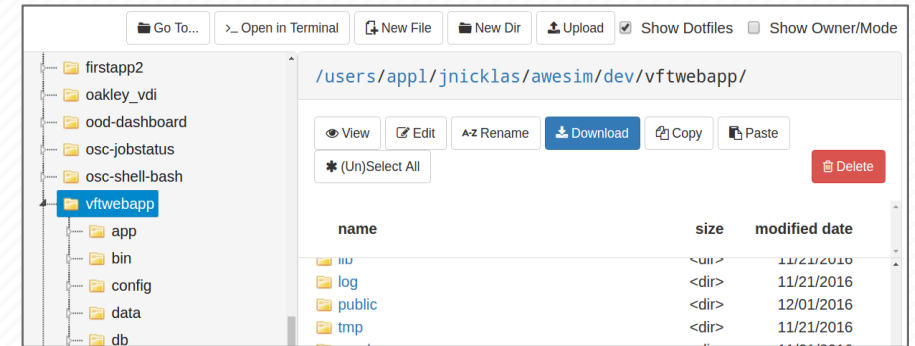 Go To... >_ Open in Terminal New File New Dir Upload Show Dotfiles Show Owner/Mode
firstapp2
oakley_vdi
ood-dashboard
osc-jobstatus
osc-shell-bash
vftwebapp
app
bin
config
data
db
/users/appl/jnicklas/awesim/dev/vftwebapp/
View Edit A-Z Rename Download Copy Paste
(Un)Select All Delete
name size modified date
lib <dir> 11/21/2016
log <dir> 11/21/2016
public <dir> 12/01/2016
tmp <dir> 11/21/2016